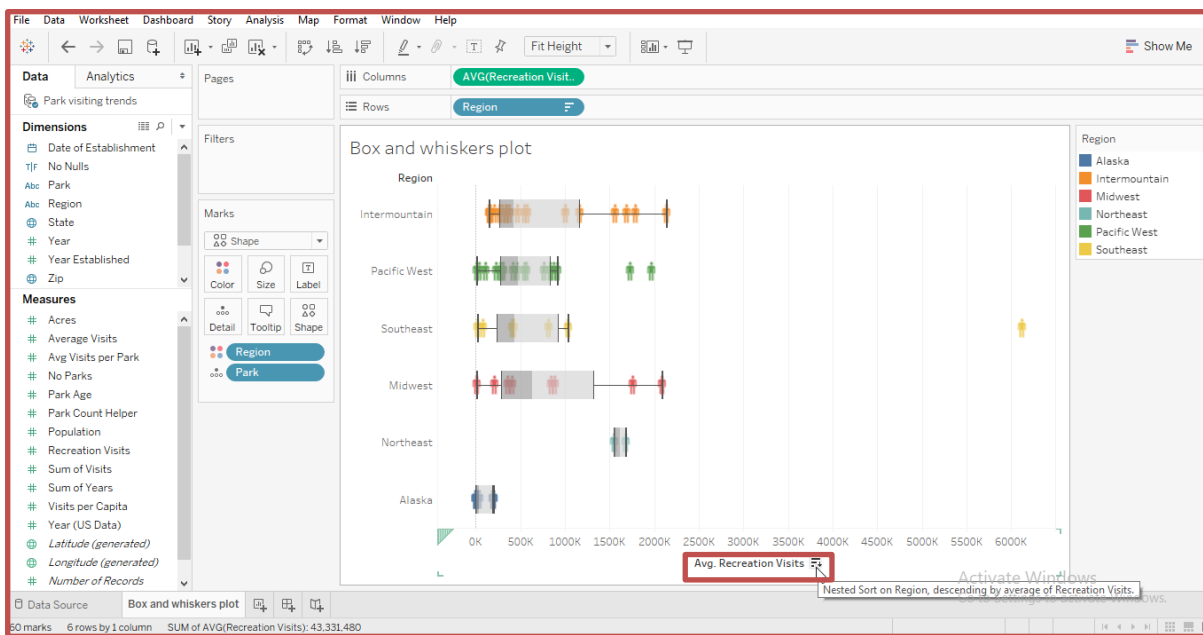 File Data Worksheet Dashboard Story Analysis Map Format Window Help
Fit Height
Show Me
Data Analytics
Park visiting trends
Dimensions
Date of Establishment
T|F No Nulls
Abc Park
Abc Region
State
# Year
# Year Established
Zip
Measures
# Acres
# Average Visits
# Avg Visits per Park
# No Parks
# Park Age
# Park Count Helper
# Population
# Recreation Visits
# Sum of Visits
# Sum of Years
# Visits per Capita
# Year (US Data)
Latitude (generated)
Longitude (generated)
# Number of Records
Pages
Filters
Marks
Shape
Color Size Label
Detail Tooltip Shape
Region
Park
Columns AVG(Recreation Visit..
Rows Region
Box and whiskers plot
Region
Intermountain
Pacific West
Southeast
Midwest
Northeast
Alaska
0K 500K 1000K 1500K 2000K 2500K 3000K 3500K 4000K 4500K 5000K 5500K 6000K
Avg. Recreation Visits
Nested Sort on Region, descending by average of Recreation Visits.
Region
Alaska
Intermountain
Midwest
Northeast
Pacific West
Southeast
Activate Windows
Data Source Box and whiskers plot
60 marks 6 rows by 1 column SUM of AVG(Recreation Visits): 43,331,480